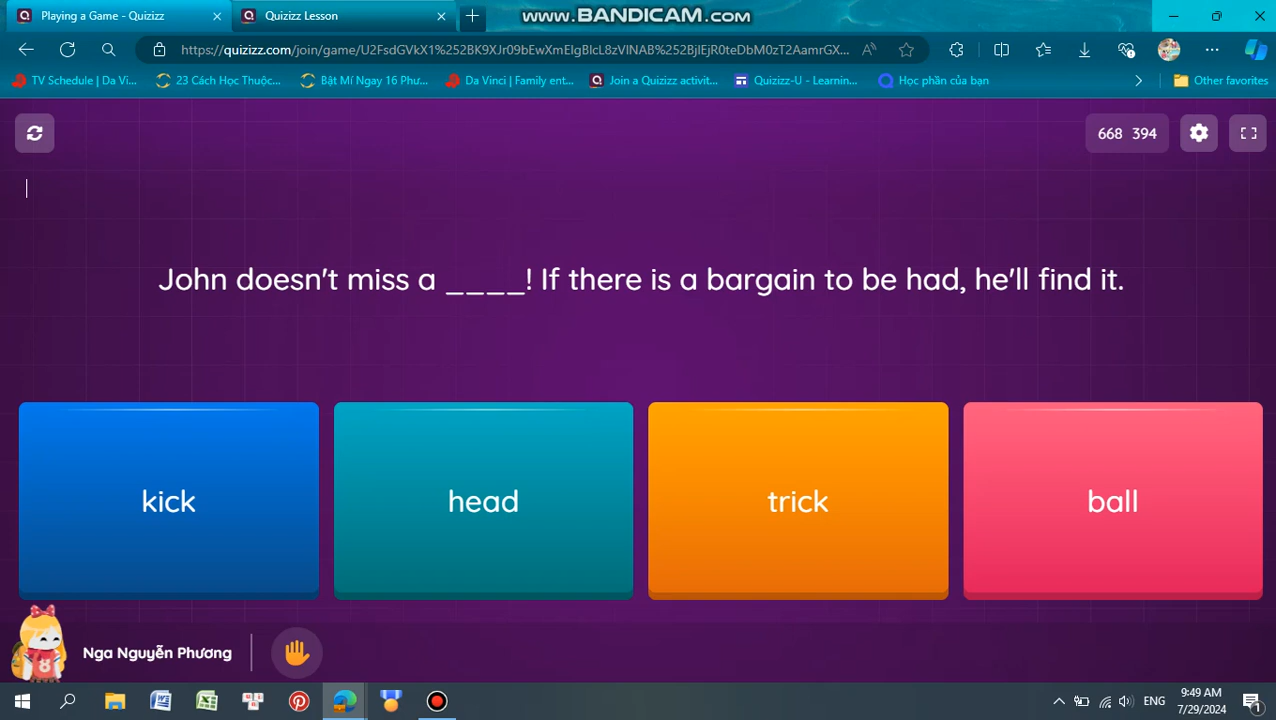 Playing a Game - Quizizz
Quizizz Lesson
www.BANDICAM.com
https://quizizz.com/join/game/U2FsdGVkX1%252BK9XJr09bEwXmEIgBlcL8zVlNAB%252BjlEjR0teDbM0zT2AamrGX...
TV Schedule | Da Vi...
23 Cách Học Thuộc...
Bật Mí Ngay 16 Phư...
Da Vinci | Family ent...
Join a Quizizz activit...
Quizizz-U - Learnin...
Học phần của bạn
Other favorites
668 394
John doesn't miss a ____! If there is a bargain to be had, he'll find it.
kick
head
trick
ball
Nga Nguyễn Phương
ENG
9:49 AM
7/29/2024
1